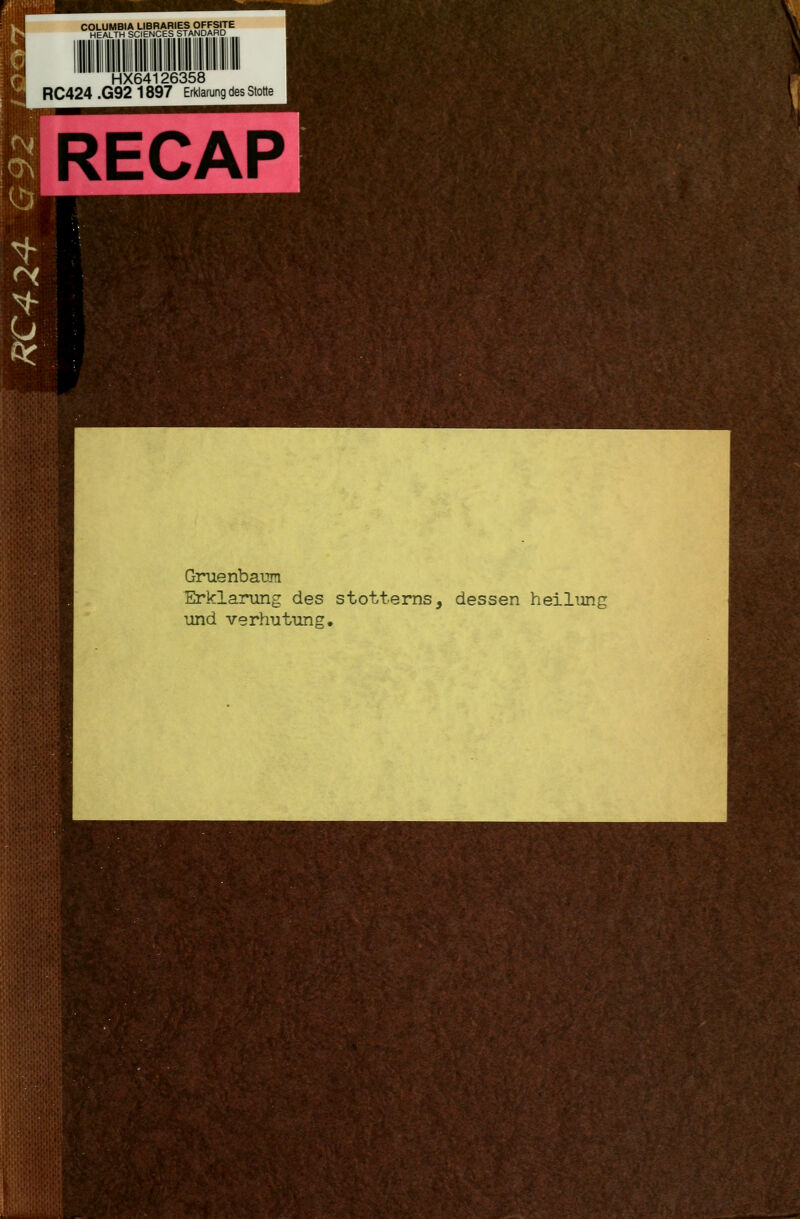 COLUMBIA LIBRARIES OFFSITE
HEALTH SCIENCES STANDARD
HX64126358
RC424 .G92 1897 Erklarung des Stotte
RECAP
RC424 G92 1897
Gruenbaum
Erklarung des stotterns, dessen heilung
und verhutung.